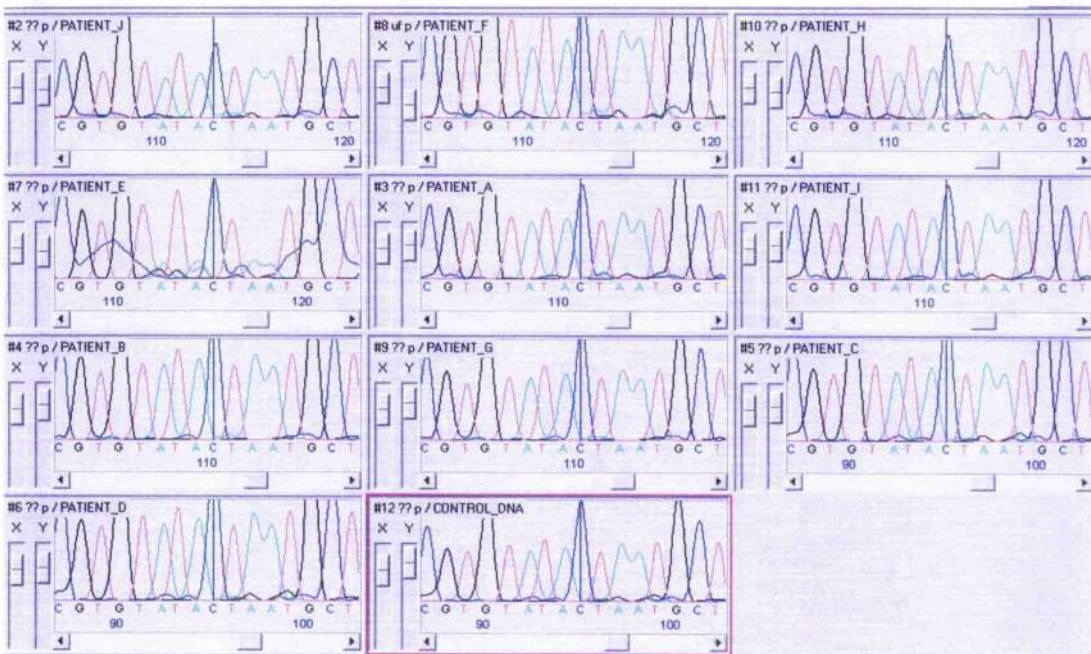 #2 ?? p / PATIENT_J
X Y
C G T G T A T A C T A A T G C T
110 120
#8 uf p / PATIENT_F
X Y
C G T G T A T A C T A A T G C T
110 120
#10 ?? p / PATIENT_H
X Y
C G T G T A T A C T A A T G C T
110 120
#7 ?? p / PATIENT_E
X Y
C G T G T A T A C T A A T G C T
110 120
#3 ?? p / PATIENT_A
X Y
C G T G T A T A C T A A T G C T
110
#11 ?? p / PATIENT_I
X Y
C G T G T A T A C T A A T G C T
110
#4 ?? p / PATIENT_B
X Y
C G T G T A T A C T A A T G C T
110
#9 ?? p / PATIENT_G
X Y
C G T G T A T A C T A A T G C T
110
#5 ?? p / PATIENT_C
X Y
C G T G T A T A C T A A T G C T
90 100
#6 ?? p / PATIENT_D
X Y
C G T G T A T A C T A A T G C T
90 100
#12 ?? p / CONTROL_DNA
X Y
C G T G T A T A C T A A T G C T
90 100